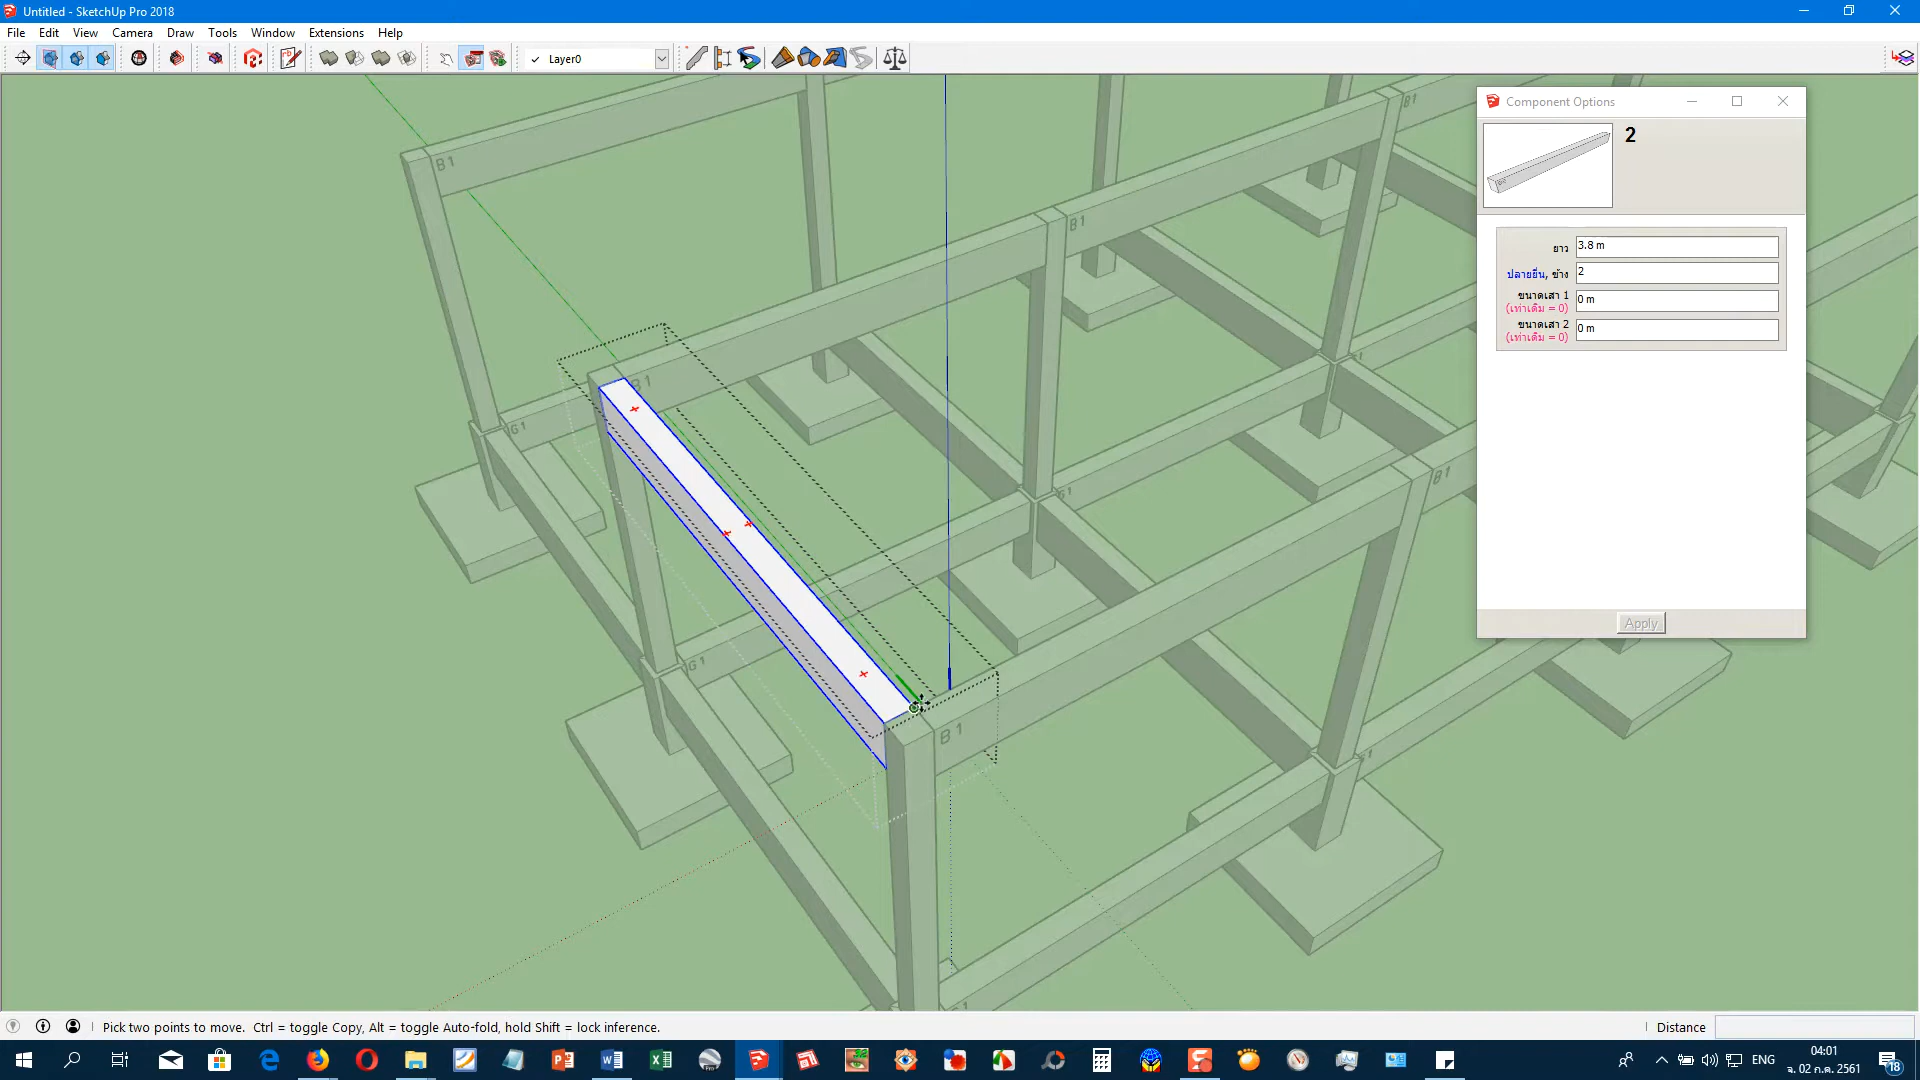 Untitled - SketchUp Pro 2018
File Edit View Camera Draw Tools Window Extensions Help
Layer0
Component Options
2
ยาว 3.8 m
ปลายยื่น, ข้าง 2
ขนาดเสา 1 0 m
(เท่าเดิม = 0)
ขนาดเสา 2 0 m
(เท่าเดิม = 0)
Apply
B1
B1
B1
B1
B1
B1
B1
G1
G1
G1
Pick two points to move. Ctrl = toggle Copy, Alt = toggle Auto-fold, hold Shift = lock inference.
Distance
ENG
04:01
จ. 02 ก.ค. 2561
18